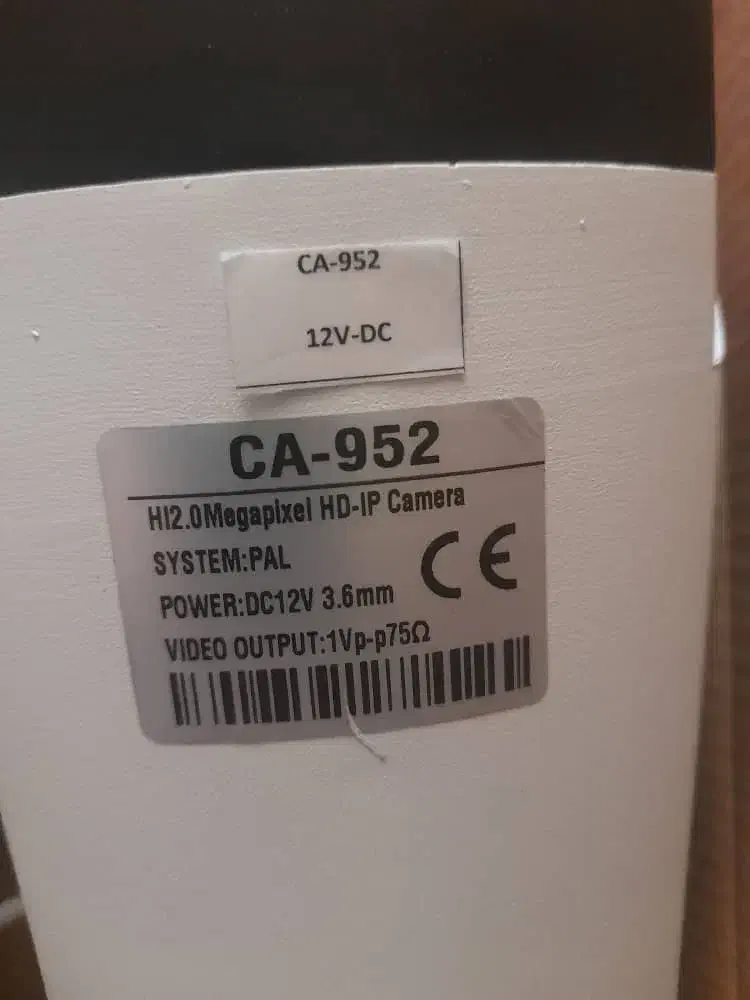 CA-952
12V-DC
CA-952
HI2.0Megapixel HD-IP Camera
SYSTEM:PAL
POWER:DC12V 3.6mm
CE
VIDEO OUTPUT:1Vp-p75Ω